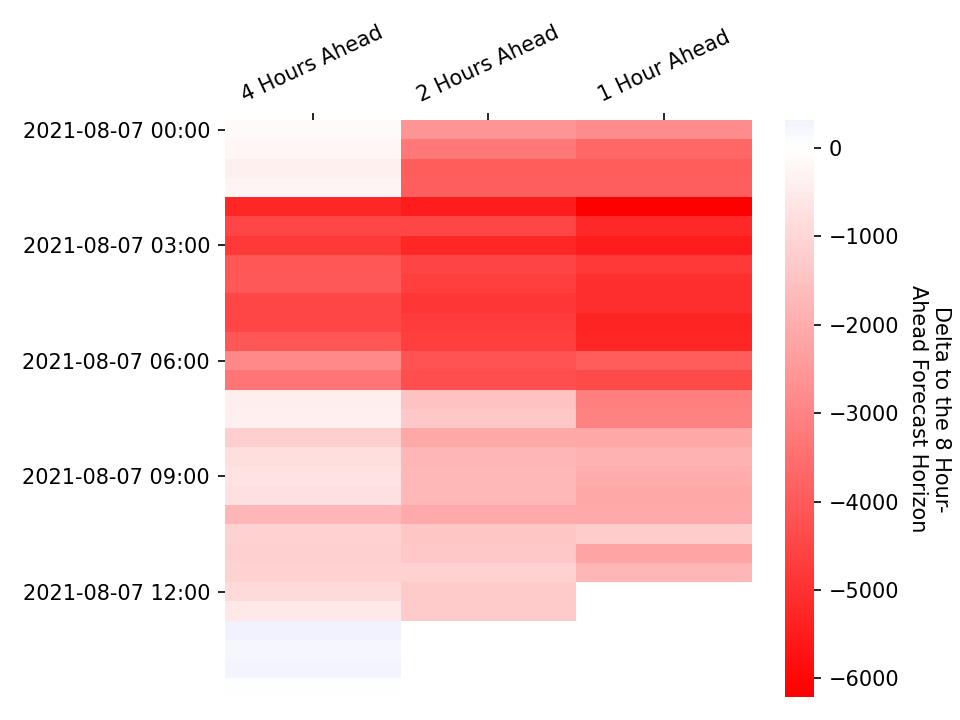 4 Hours Ahead
2 Hours Ahead
1 Hour Ahead
2021-08-07 00:00
2021-08-07 03:00
2021-08-07 06:00
2021-08-07 09:00
2021-08-07 12:00
0
−1000
−2000
−3000
−4000
−5000
−6000
Delta to the 8 Hour-
Ahead Forecast Horizon